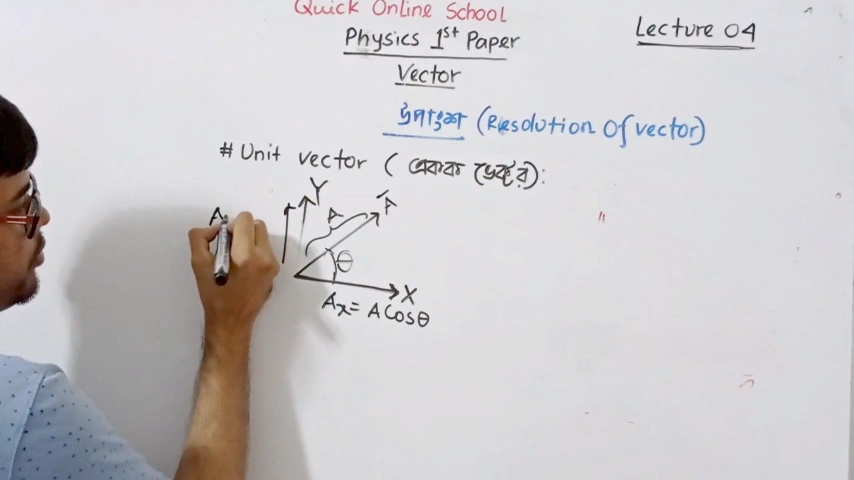 Quick Online School
Physics 1st Paper
Lecture 04
Vector
উপাংশ (Resolution Of vector)
# Unit vector ( একক ভেক্টর):
Y
A
θ
X
Ax = A Cosθ
A